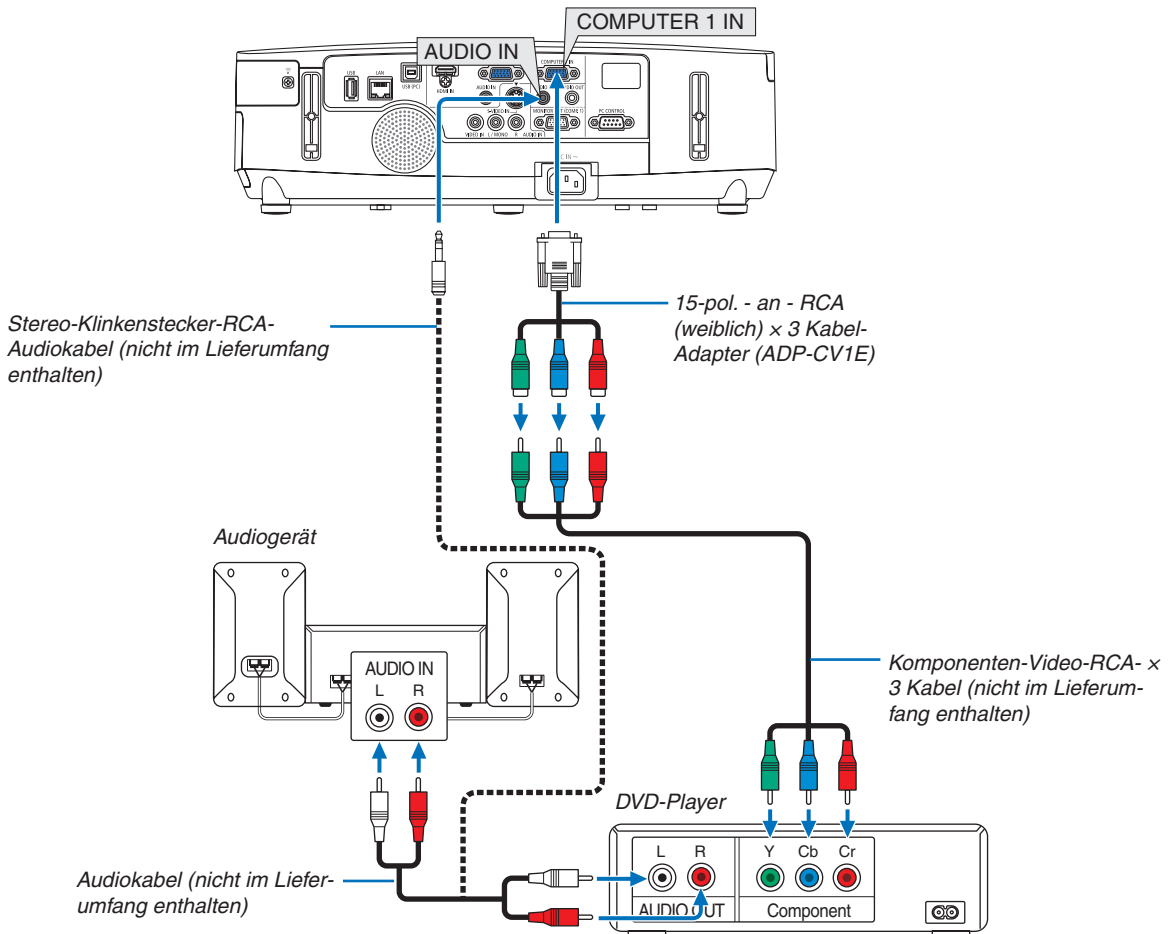 COMPUTER 1 IN
AUDIO IN
USB
LAN
USB (PC)
HDMI IN
AUDIO IN
S-VIDEO IN
VIDEO IN L / MONO R AUDIO IN
PC CONTROL
Stereo-Klinkenstecker-RCA-
Audiokabel (nicht im Lieferumfang
enthalten)
15-pol. - an - RCA
(weiblich) × 3 Kabel-
Adapter (ADP-CV1E)
Audiogerät
AUDIO IN
L R
Komponenten-Video-RCA- ×
3 Kabel (nicht im Lieferum-
fang enthalten)
DVD-Player
L R Y Cb Cr
AUDIO OUT Component
Audiokabel (nicht im Liefer-
umfang enthalten)